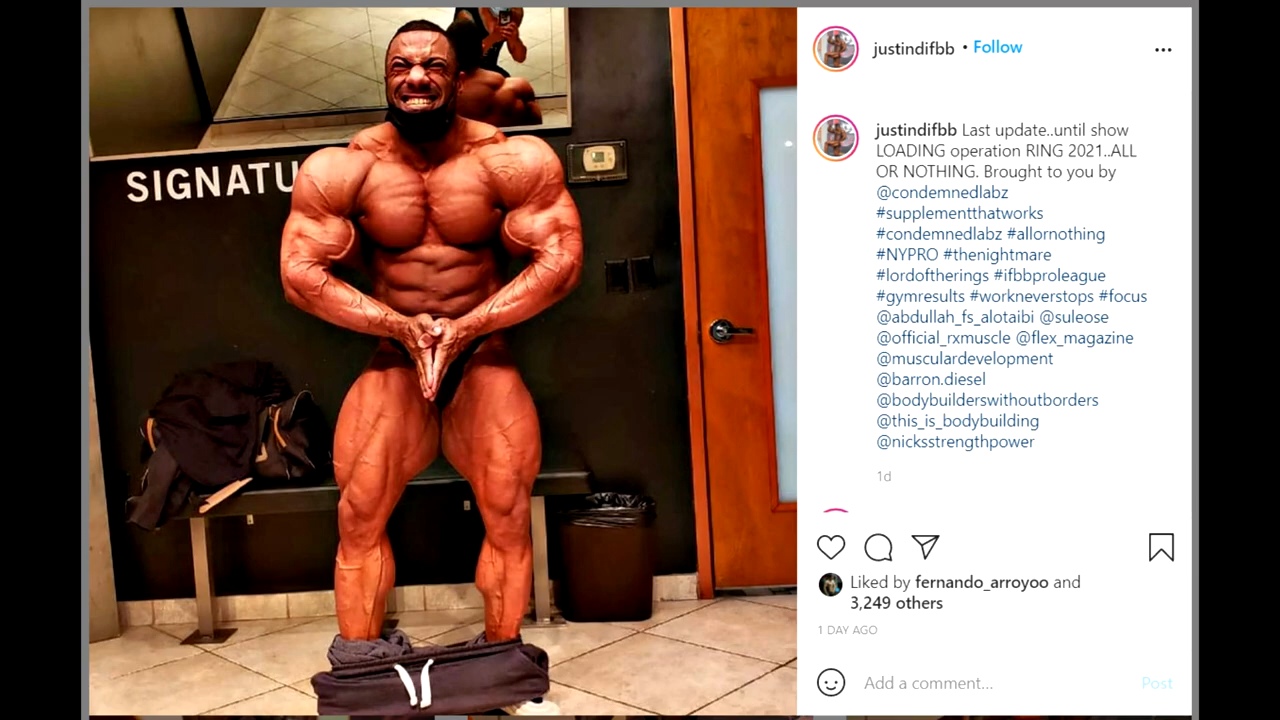 SIGNATU
justindifbb • Follow
justindifbb Last update..until show
LOADING operation RING 2021..ALL
OR NOTHING. Brought to you by
@condemnedlabz
#supplementthatworks
#condemnedlabz #allornothing
#NYPRO #thenightmare
#lordoftherings #ifbbproleague
#gymresults #workneverstops #focus
@abdullah_fs_alotaibi @suleose
@official_rxmuscle @flex_magazine
@musculardevelopment
@barron.diesel
@bodybuilderswithoutborders
@this_is_bodybuilding
@nicksstrengthpower
1d
Liked by fernando_arroyoo and
3,249 others
1 DAY AGO
Add a comment... Post